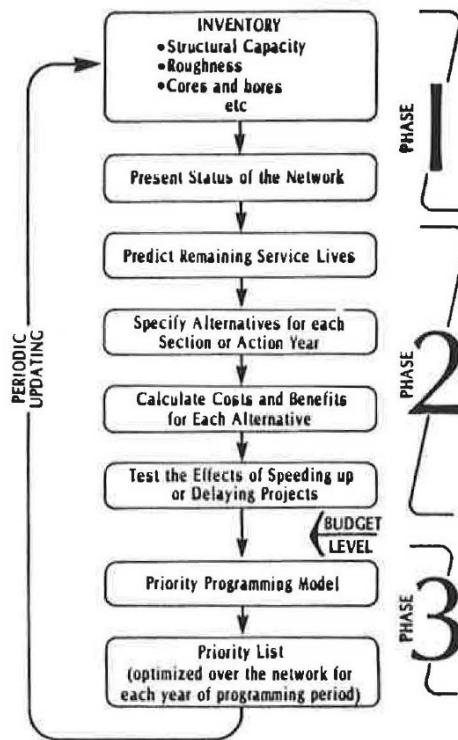 INVENTORY
•Structural Capacity
•Roughness
•Cores and bores
etc
Present Status of the Network
Predict Remaining Service Lives
Specify Alternatives for each
Section or Action Year
Calculate Costs and Benefits
for Each Alternative
Test the Effects of Speeding up
or Delaying Projects
BUDGET
LEVEL
Priority Programming Model
Priority List
(optimized over the network for
each year of programming period)
PERIODIC
UPDATING
PHASE
1
PHASE
2
PHASE
3